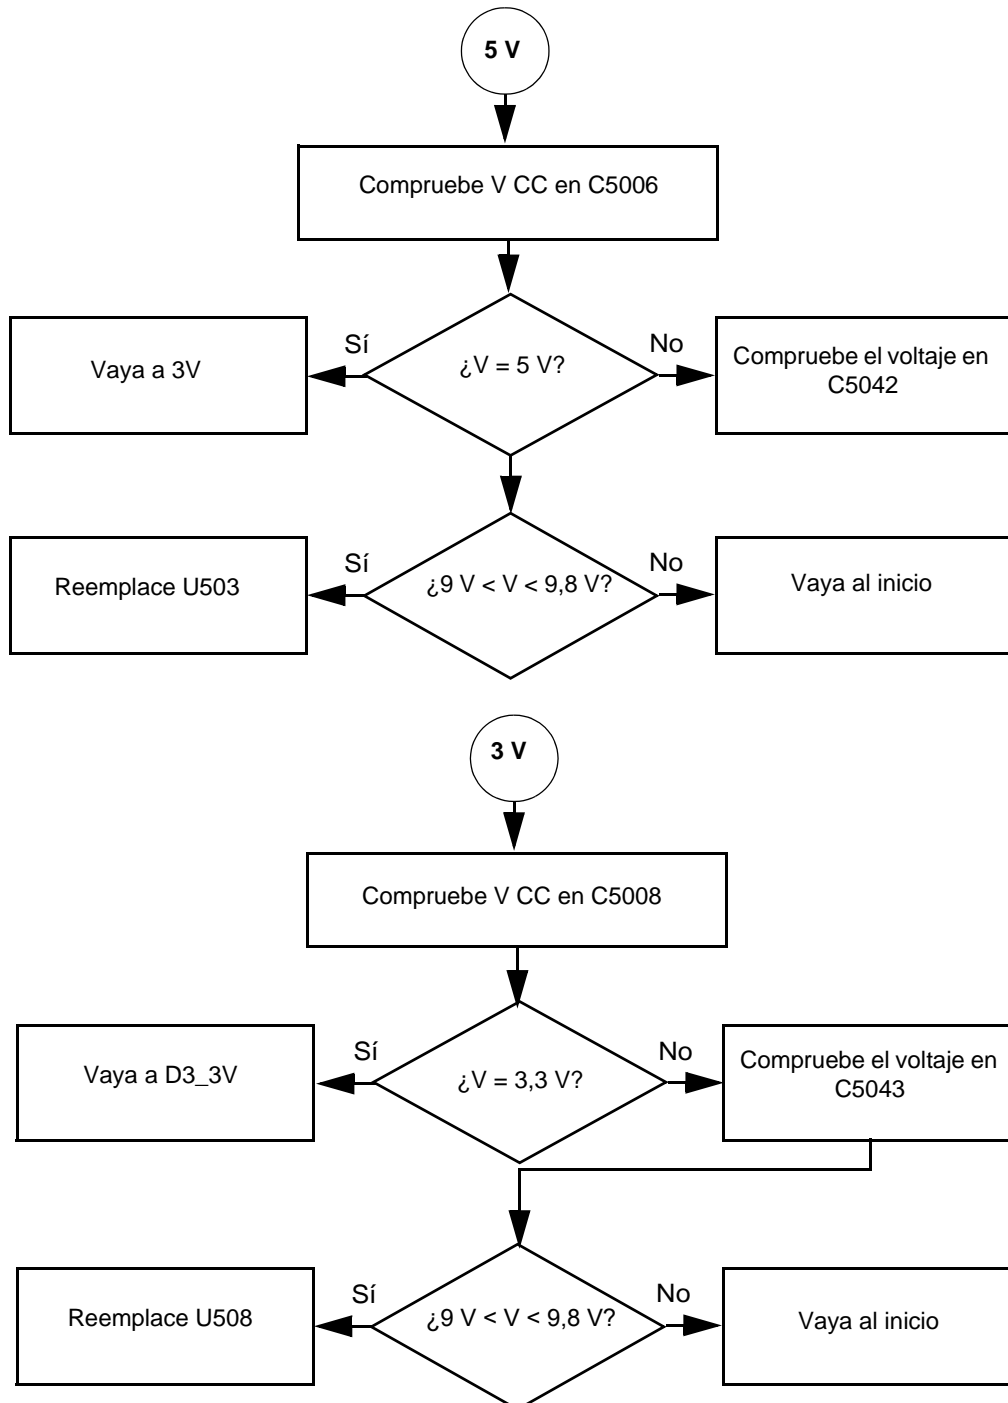 5 V
Compruebe V CC en C5006
Sí
¿V = 5 V?
No
Vaya a 3V
Compruebe el voltaje en
C5042
Sí
¿9 V < V < 9,8 V?
No
Reemplace U503
Vaya al inicio
3 V
Compruebe V CC en C5008
Sí
¿V = 3,3 V?
No
Vaya a D3_3V
Compruebe el voltaje en
C5043
Sí
¿9 V < V < 9,8 V?
No
Reemplace U508
Vaya al inicio